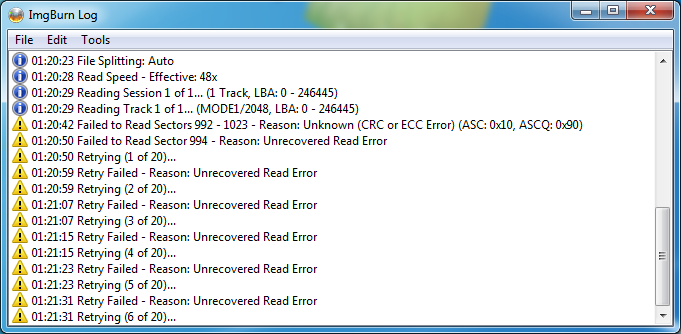 ImgBurn Log
File Edit Tools
01:20:23 File Splitting: Auto
01:20:28 Read Speed - Effective: 48x
01:20:29 Reading Session 1 of 1... (1 Track, LBA: 0 - 246445)
01:20:29 Reading Track 1 of 1... (MODE1/2048, LBA: 0 - 246445)
01:20:42 Failed to Read Sectors 992 - 1023 - Reason: Unknown (CRC or ECC Error) (ASC: 0x10, ASCQ: 0x90)
01:20:50 Failed to Read Sector 994 - Reason: Unrecovered Read Error
01:20:50 Retrying (1 of 20)...
01:20:59 Retry Failed - Reason: Unrecovered Read Error
01:20:59 Retrying (2 of 20)...
01:21:07 Retry Failed - Reason: Unrecovered Read Error
01:21:07 Retrying (3 of 20)...
01:21:15 Retry Failed - Reason: Unrecovered Read Error
01:21:15 Retrying (4 of 20)...
01:21:23 Retry Failed - Reason: Unrecovered Read Error
01:21:23 Retrying (5 of 20)...
01:21:31 Retry Failed - Reason: Unrecovered Read Error
01:21:31 Retrying (6 of 20)...